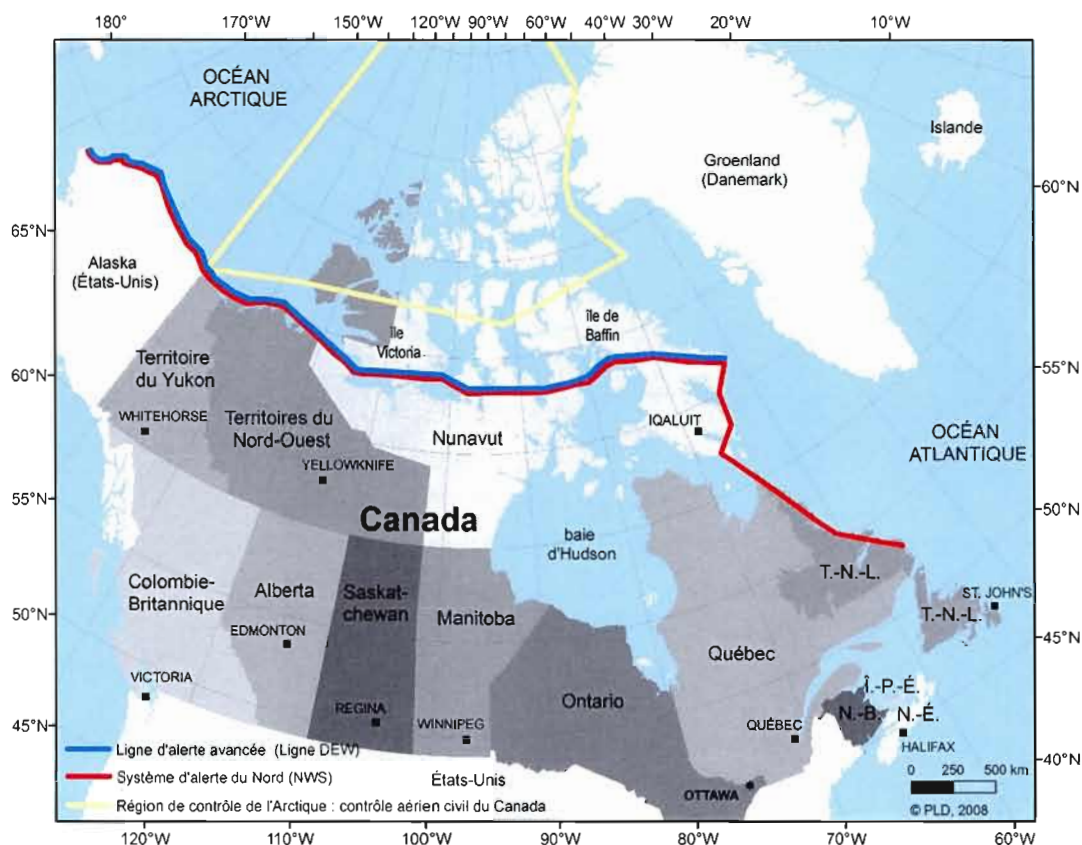 180°
170°W
150°W
120°W
90°W
60°W
40°W
30°W
20°W
10°W
OCÉAN
ARCTIQUE
Islande
Groenland
(Danemark)
60°N
65°N
Alaska
(États-Unis)
île
Victoria
île de
Baffin
Territoire
du Yukon
60°N
55°N
WHITEHORSE
Territoires du
Nord-Ouest
Nunavut
IQALUIT
OCÉAN
ATLANTIQUE
YELLOWKNIFE
55°N
50°N
Canada
baie
d'Hudson
Colombie-
Britannique
Alberta
Saskat-
chewan
Manitoba
T.-N.-L.
ST. JOHN'S
T.-N.-L.
50°N
EDMONTON
45°N
Québec
VICTORIA
Î.-P.-É.
Ontario
REGINA
N.-B.
N.-É.
WINNIPEG
QUÉBEC
HALIFAX
45°N
Ligne d'alerte avancée (Ligne DEW)
Système d'alerte du Nord (NWS)
Région de contrôle de l'Arctique : contrôle aérien civil du Canada
États-Unis
OTTAWA
0 250 500 km
40°N
© PLD, 2008
120°W
110°W
100°W
90°W
80°W
70°W
60°W